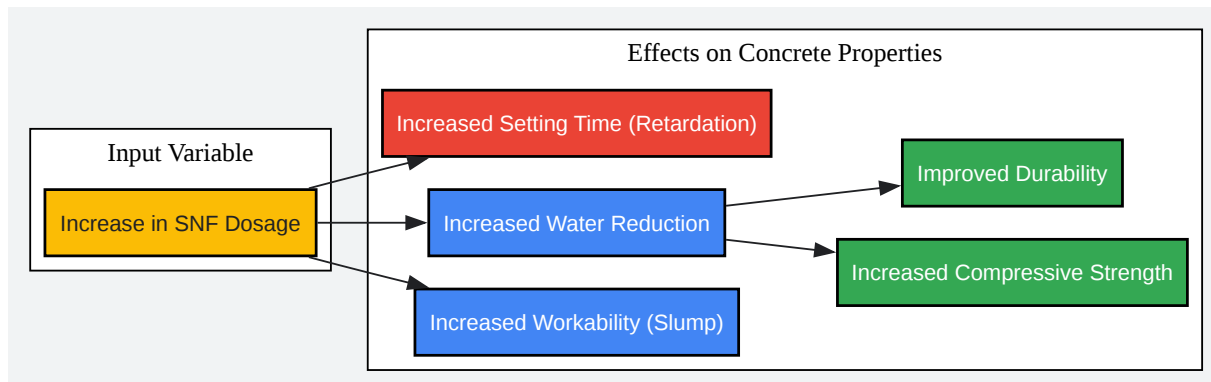 Effects on Concrete Properties
Increased Setting Time (Retardation)
Input Variable
Improved Durability
Increase in SNF Dosage
Increased Water Reduction
Increased Compressive Strength
Increased Workability (Slump)